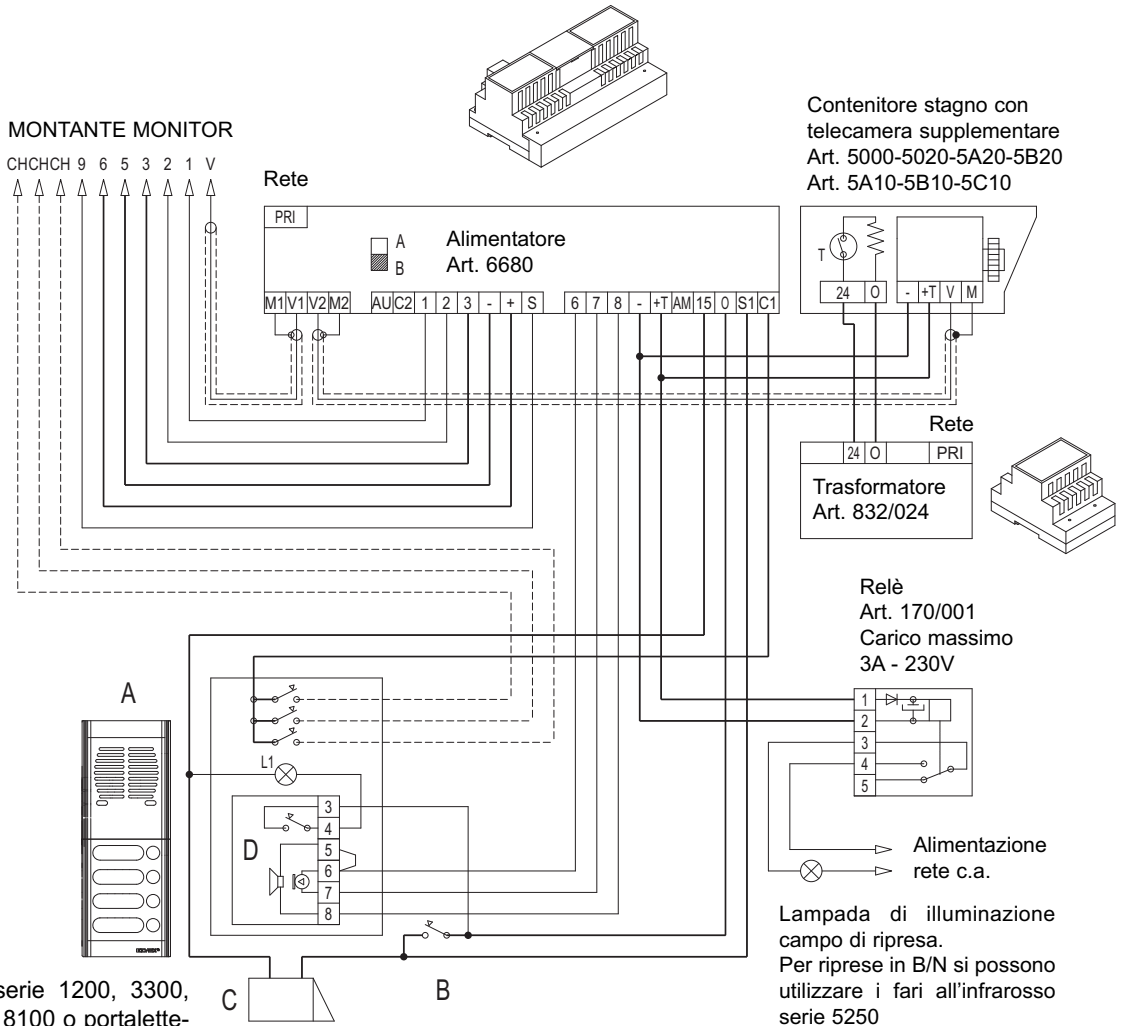 Contenitore stagno con
telecamera supplementare
Art. 5000-5020-5A20-5B20
Art. 5A10-5B10-5C10
MONTANTE MONITOR
CH CH CH 9 6 5 3 2 1 V
Rete
PRI
A
B
Alimentatore
Art. 6680
M1 V1 V2 M2 AU C2 1 2 3 - + S 6 7 8 - +T AM 15 0 S1 C1
T
24 O - +T V M
Rete
24 O PRI
Trasformatore
Art. 832/024
Relè
Art. 170/001
Carico massimo
3A - 230V
1
2
3
4
5
A
L1
D
3
4
5
6
7
8
Alimentazione
rete c.a.
Lampada di illuminazione
campo di ripresa.
Per riprese in B/N si possono
utilizzare i fari all'infrarosso
serie 5250
C
B
serie 1200, 3300,
8100 o portalette-